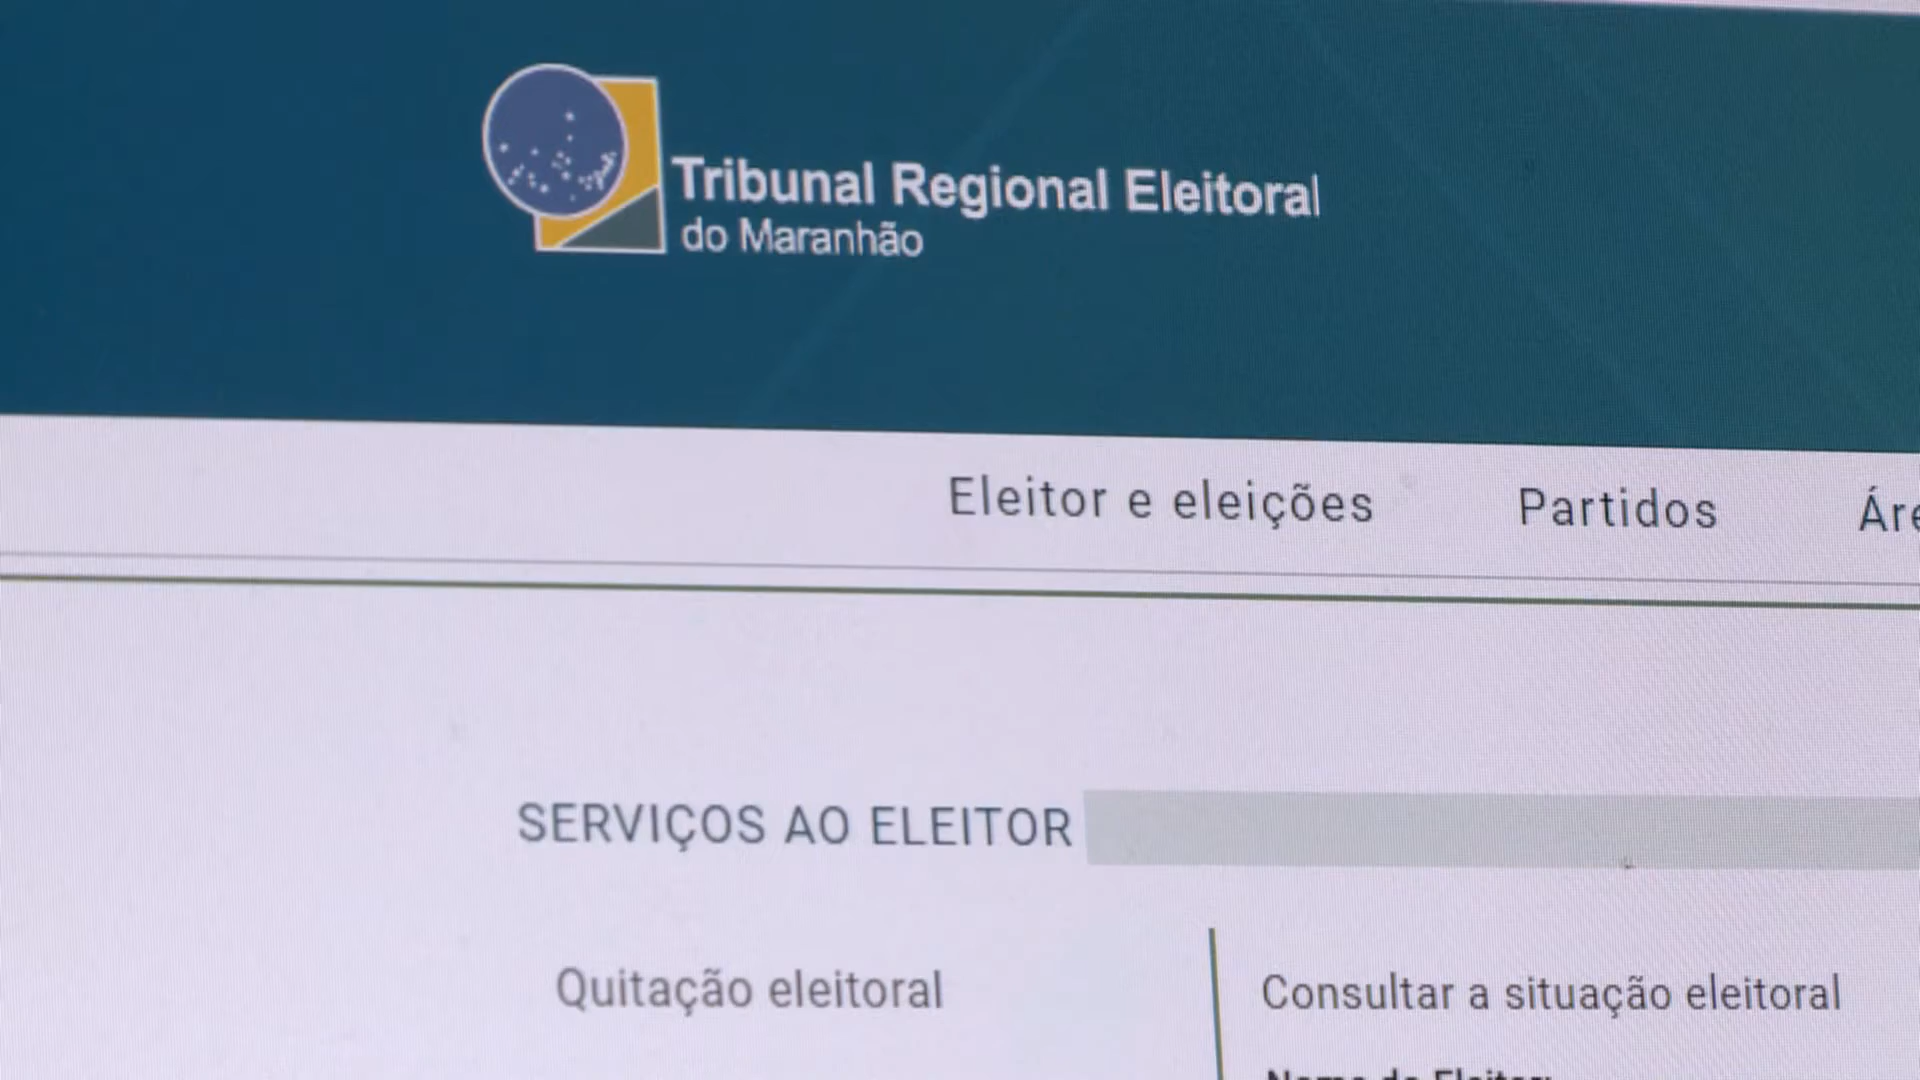 Tribunal Regional Eleitoral
do Maranhão
Eleitor e eleições Partidos
SERVIÇOS AO ELEITOR
Quitação eleitoral
Consultar a situação eleitoral